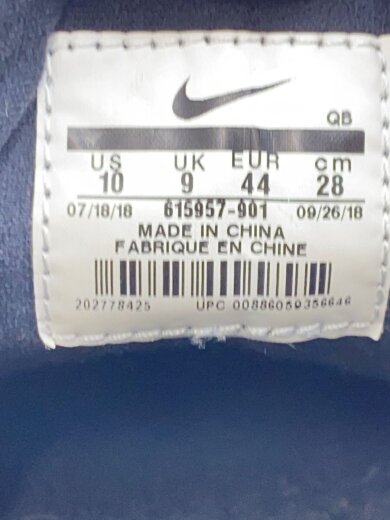 QB
US UK EUR cm
10 9 44 28
07/18/18 615957-901 09/26/18
MADE IN CHINA
FABRIQUE EN CHINE
202778425 UPC 00886059356646